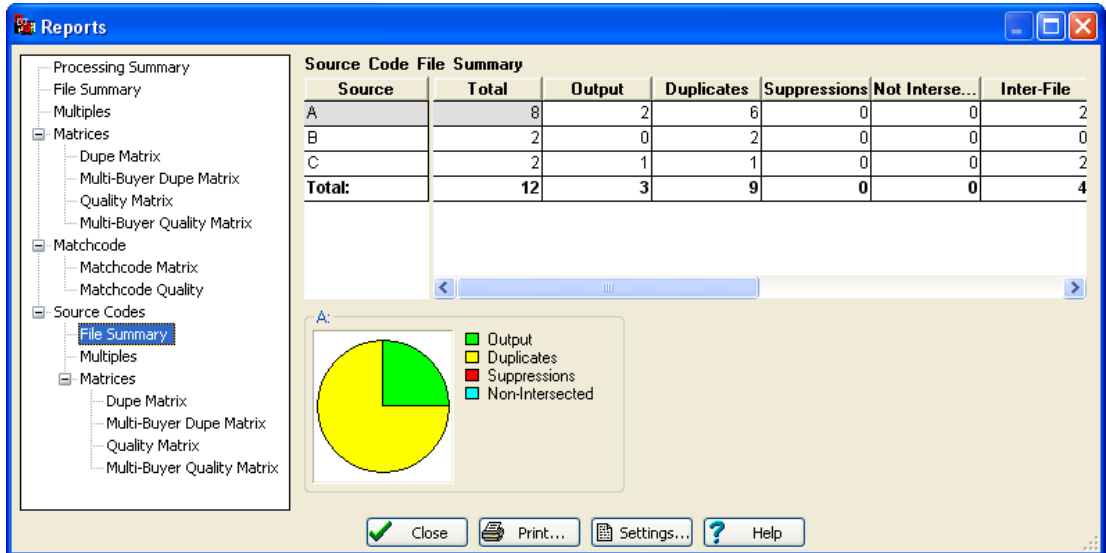 Reports
Processing Summary
File Summary
Multiples
Matrices
Dupe Matrix
Multi-Buyer Dupe Matrix
Quality Matrix
Multi-Buyer Quality Matrix
Matchcode
Matchcode Matrix
Matchcode Quality
Source Codes
File Summary
Multiples
Matrices
Dupe Matrix
Multi-Buyer Dupe Matrix
Quality Matrix
Multi-Buyer Quality Matrix
Source Code File Summary
Source Total Output Duplicates Suppressions Not Interse... Inter-File
A 8 2 6 0 0 2
B 2 0 2 0 0 0
C 2 1 1 0 0 2
Total: 12 3 9 0 0 4
A:
Output
Duplicates
Suppressions
Non-Intersected
Close Print... Settings... Help